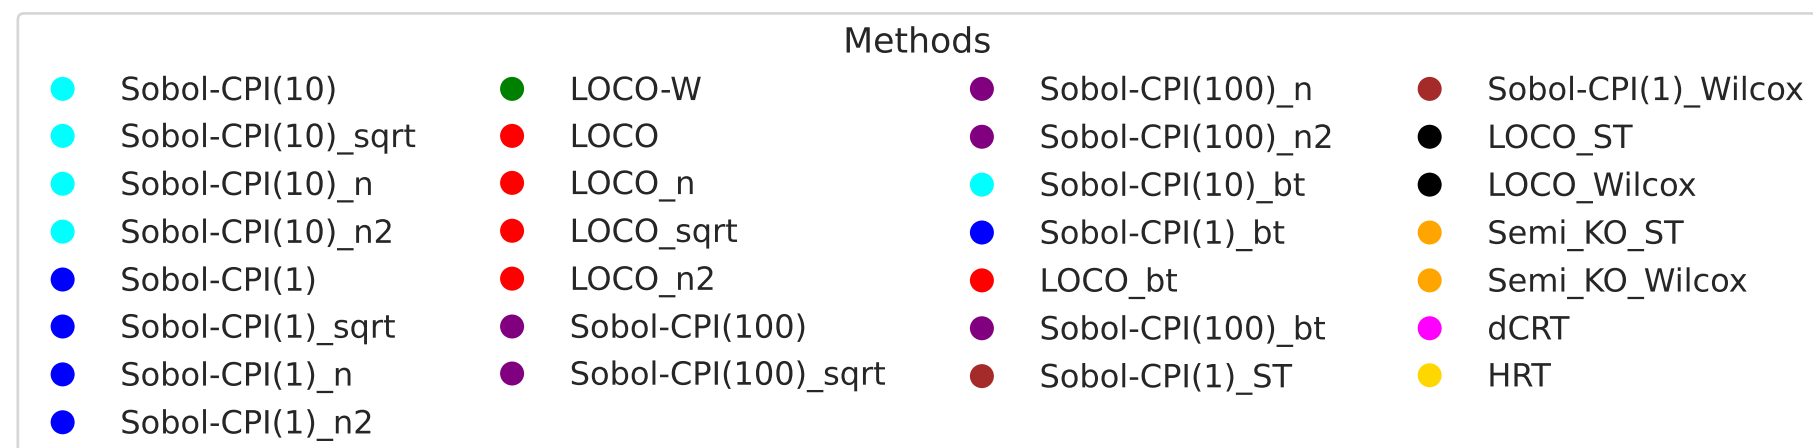 Methods
Sobol-CPI(10)
Sobol-CPI(10)_sqrt
Sobol-CPI(10)_n
Sobol-CPI(10)_n2
Sobol-CPI(1)
Sobol-CPI(1)_sqrt
Sobol-CPI(1)_n
Sobol-CPI(1)_n2
LOCO-W
LOCO
LOCO_n
LOCO_sqrt
LOCO_n2
Sobol-CPI(100)
Sobol-CPI(100)_sqrt
Sobol-CPI(100)_n
Sobol-CPI(100)_n2
Sobol-CPI(10)_bt
Sobol-CPI(1)_bt
LOCO_bt
Sobol-CPI(100)_bt
Sobol-CPI(1)_ST
Sobol-CPI(1)_Wilcox
LOCO_ST
LOCO_Wilcox
Semi_KO_ST
Semi_KO_Wilcox
dCRT
HRT